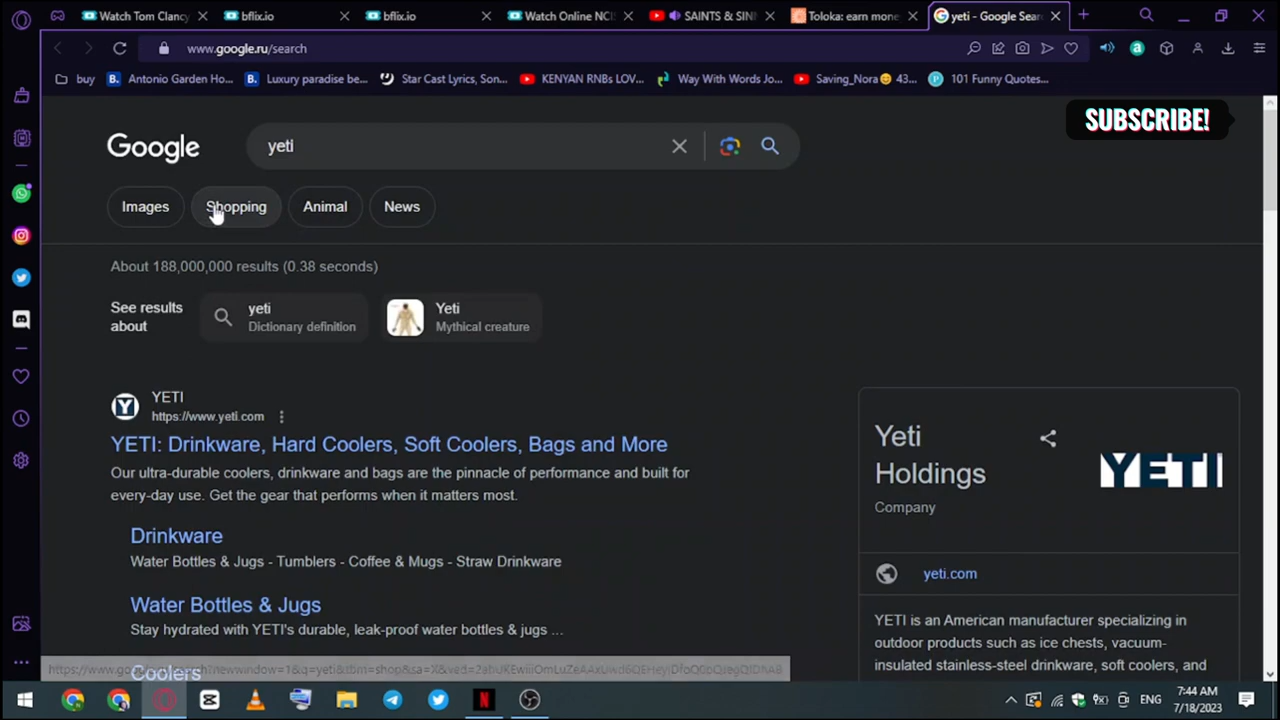 Watch Tom Clancy
bflix.io
bflix.io
Watch Online NCI
SAINTS & SIN
Toloka: earn mone
yeti - Google Sear
www.google.ru/search
buy
Antonio Garden Ho...
Luxury paradise be...
Star Cast Lyrics, Son...
KENYAN RNBs LOV...
Way With Words Jo...
Saving_Nora😊 43...
101 Funny Quotes...
SUBSCRIBE!
Google
yeti
Images
Shopping
Animal
News
About 188,000,000 results (0.38 seconds)
See results
about
yeti
Dictionary definition
Yeti
Mythical creature
YETI
https://www.yeti.com
YETI: Drinkware, Hard Coolers, Soft Coolers, Bags and More
Our ultra-durable coolers, drinkware and bags are the pinnacle of performance and built for
every-day use. Get the gear that performs when it matters most.
Drinkware
Water Bottles & Jugs - Tumblers - Coffee & Mugs - Straw Drinkware
Water Bottles & Jugs
Stay hydrated with YETI's durable, leak-proof water bottles & jugs ...
Coolers
Yeti
Holdings
YETI
Company
yeti.com
YETI is an American manufacturer specializing in
outdoor products such as ice chests, vacuum-
insulated stainless-steel drinkware, soft coolers, and
ENG
7:44 AM
7/18/2023